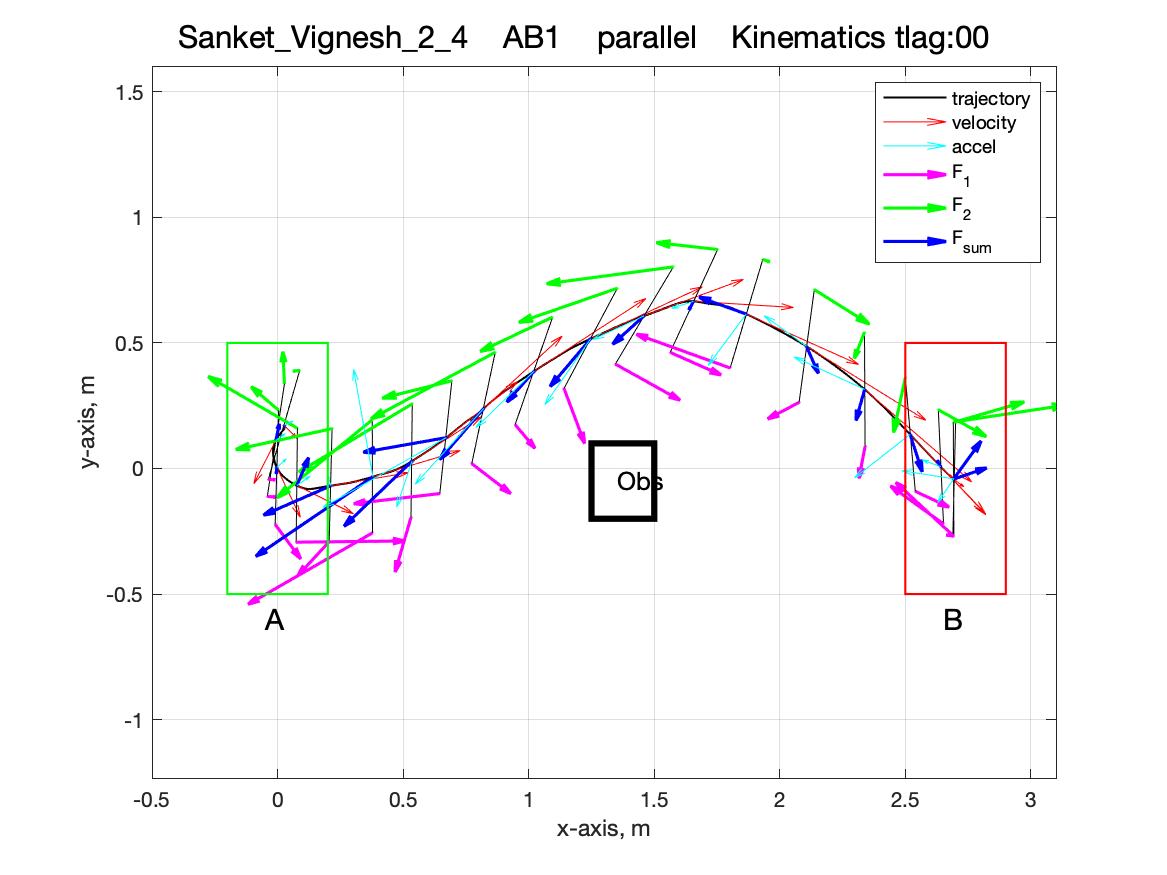 Sanket_Vignesh_2_4 AB1 parallel Kinematics tlag:00
trajectory
velocity
accel
F1
F2
Fsum
1.5
1
0.5
0
-0.5
-1
y-axis, m
Obs
A
B
-0.5 0 0.5 1 1.5 2 2.5 3
x-axis, m